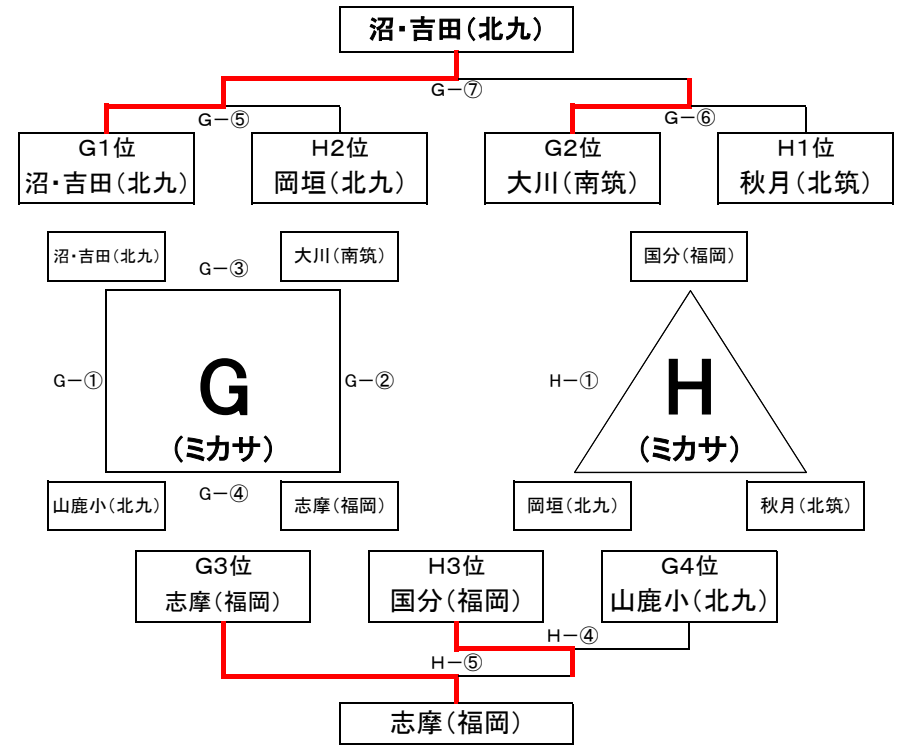 沼・吉田(北九)
G－⑦
G－⑤
G－⑥
G1位
沼・吉田(北九)
H2位
岡垣(北九)
G2位
大川(南筑)
H1位
秋月(北筑)
沼・吉田(北九)
G－③
大川(南筑)
国分(福岡)
G－①
G
(ミカサ)
G－②
H－①
H
(ミカサ)
山鹿小(北九)
G－④
志摩(福岡)
岡垣(北九)
秋月(北筑)
G3位
志摩(福岡)
H3位
国分(福岡)
G4位
山鹿小(北九)
H－④
H－⑤
志摩(福岡)